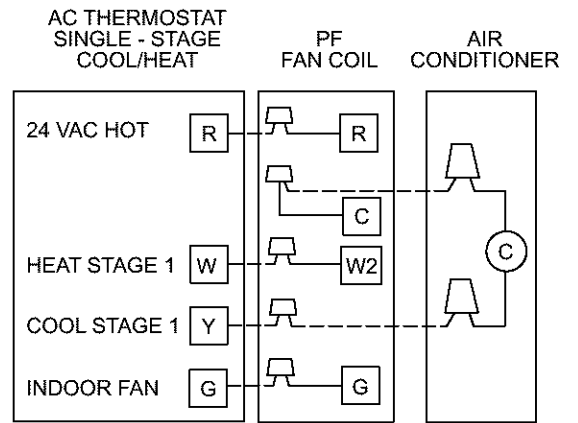 AC THERMOSTAT
SINGLE - STAGE
COOL/HEAT
PF
FAN COIL
AIR
CONDITIONER
24 VAC HOT R R
C
C
HEAT STAGE 1 W W2
COOL STAGE 1 Y
INDOOR FAN G G